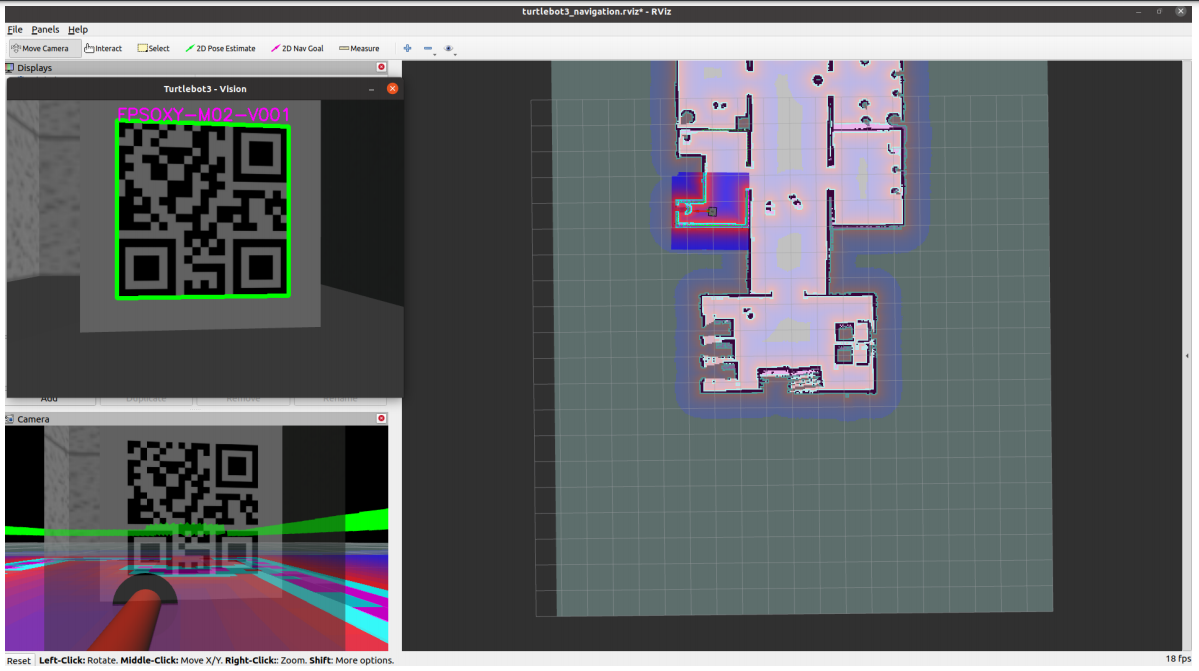 turtlebot3_navigation.rviz* - RViz
File Panels Help
Move Camera Interact Select 2D Pose Estimate 2D Nav Goal Measure
Displays
Turtlebot3 - Vision
EPSOXY-M02-V001
Add Duplicate Remove Rename
Camera
Reset Left-Click: Rotate. Middle-Click: Move X/Y. Right-Click:: Zoom. Shift: More options.
18 fps